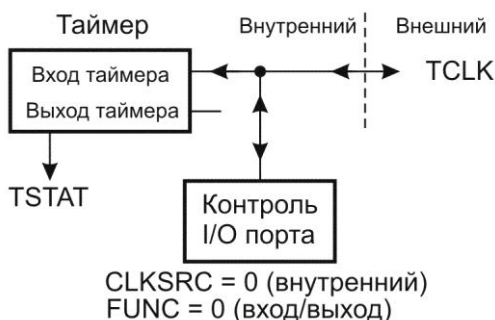 Таймер
Внутренний
Внешний
Вход таймера
TCLK
Выход таймера
TSTAT
Контроль
I/O порта
CLKSRC = 0 (внутренний)
FUNC = 0 (вход/выход)